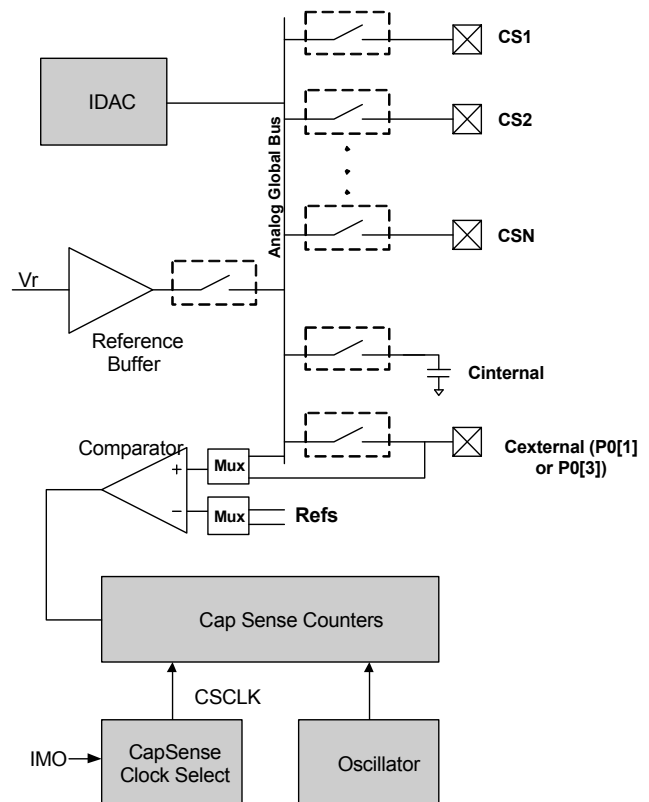 CS1
IDAC
CS2
Analog Global Bus
CSN
Vr
Reference
Buffer
Cinternal
Comparator
+
Mux
Cexternal (P0[1]
or P0[3])
−
Mux
Refs
Cap Sense Counters
CSCLK
IMO
CapSense
Clock Select
Oscillator